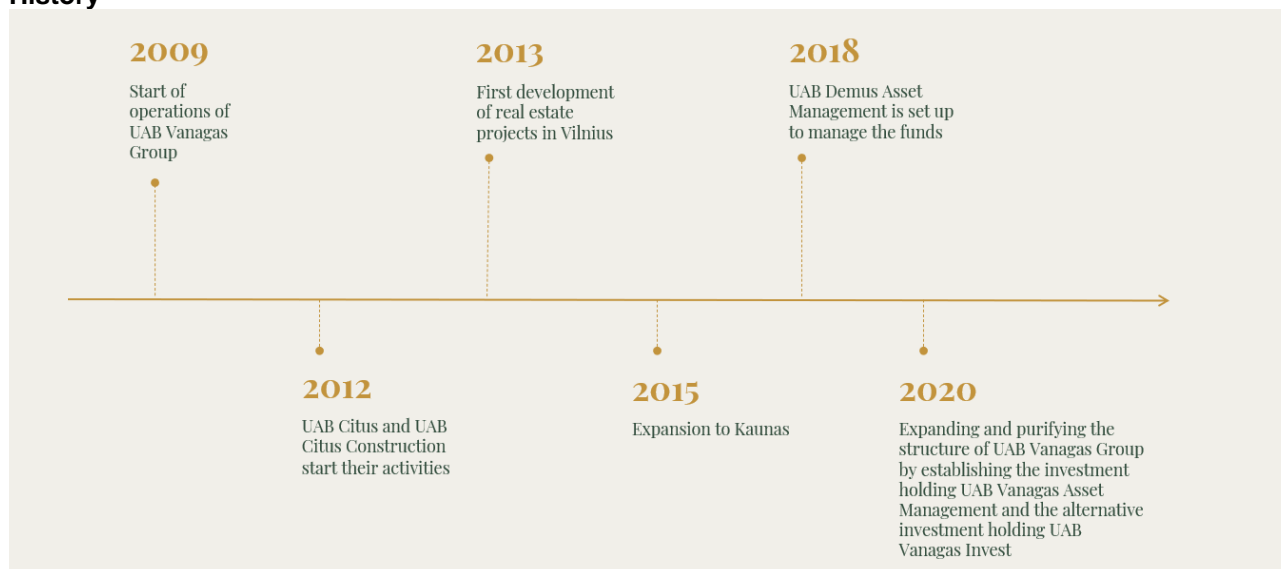 History
2009
Start of
operations of
UAB Vanagas
Group
2013
First development
of real estate
projects in Vilnius
2018
UAB Demus Asset
Management is set up
to manage the funds
2012
UAB Citus and UAB
Citus Construction
start their activities
2015
Expansion to Kaunas
2020
Expanding and purifying the
structure of UAB Vanagas Group
by establishing the investment
holding UAB Vanagas Asset
Management and the alternative
investment holding UAB
Vanagas Invest